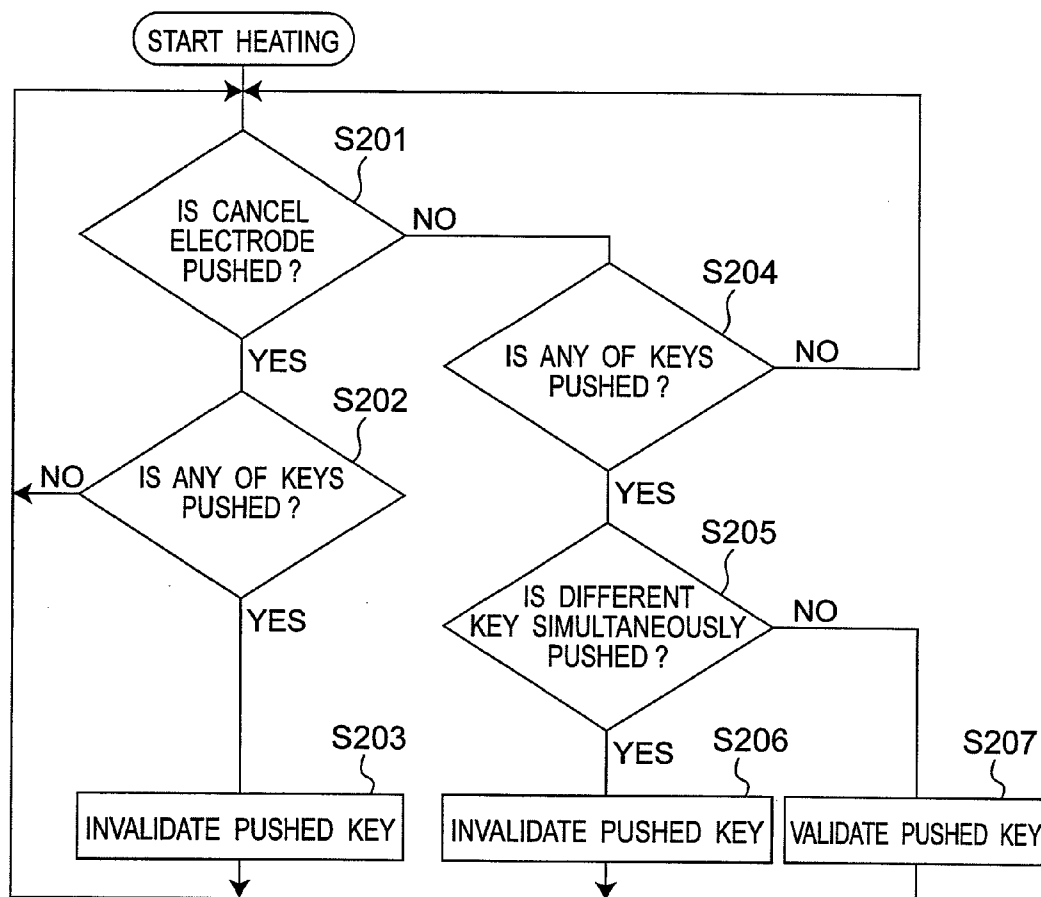 START HEATING
S201
IS CANCEL
ELECTRODE
PUSHED ?
NO
YES
S204
IS ANY OF KEYS
PUSHED ?
NO
YES
S202
IS ANY OF KEYS
PUSHED ?
NO
YES
S205
IS DIFFERENT
KEY SIMULTANEOUSLY
PUSHED ?
NO
YES
S203
INVALIDATE PUSHED KEY
S206
INVALIDATE PUSHED KEY
S207
VALIDATE PUSHED KEY